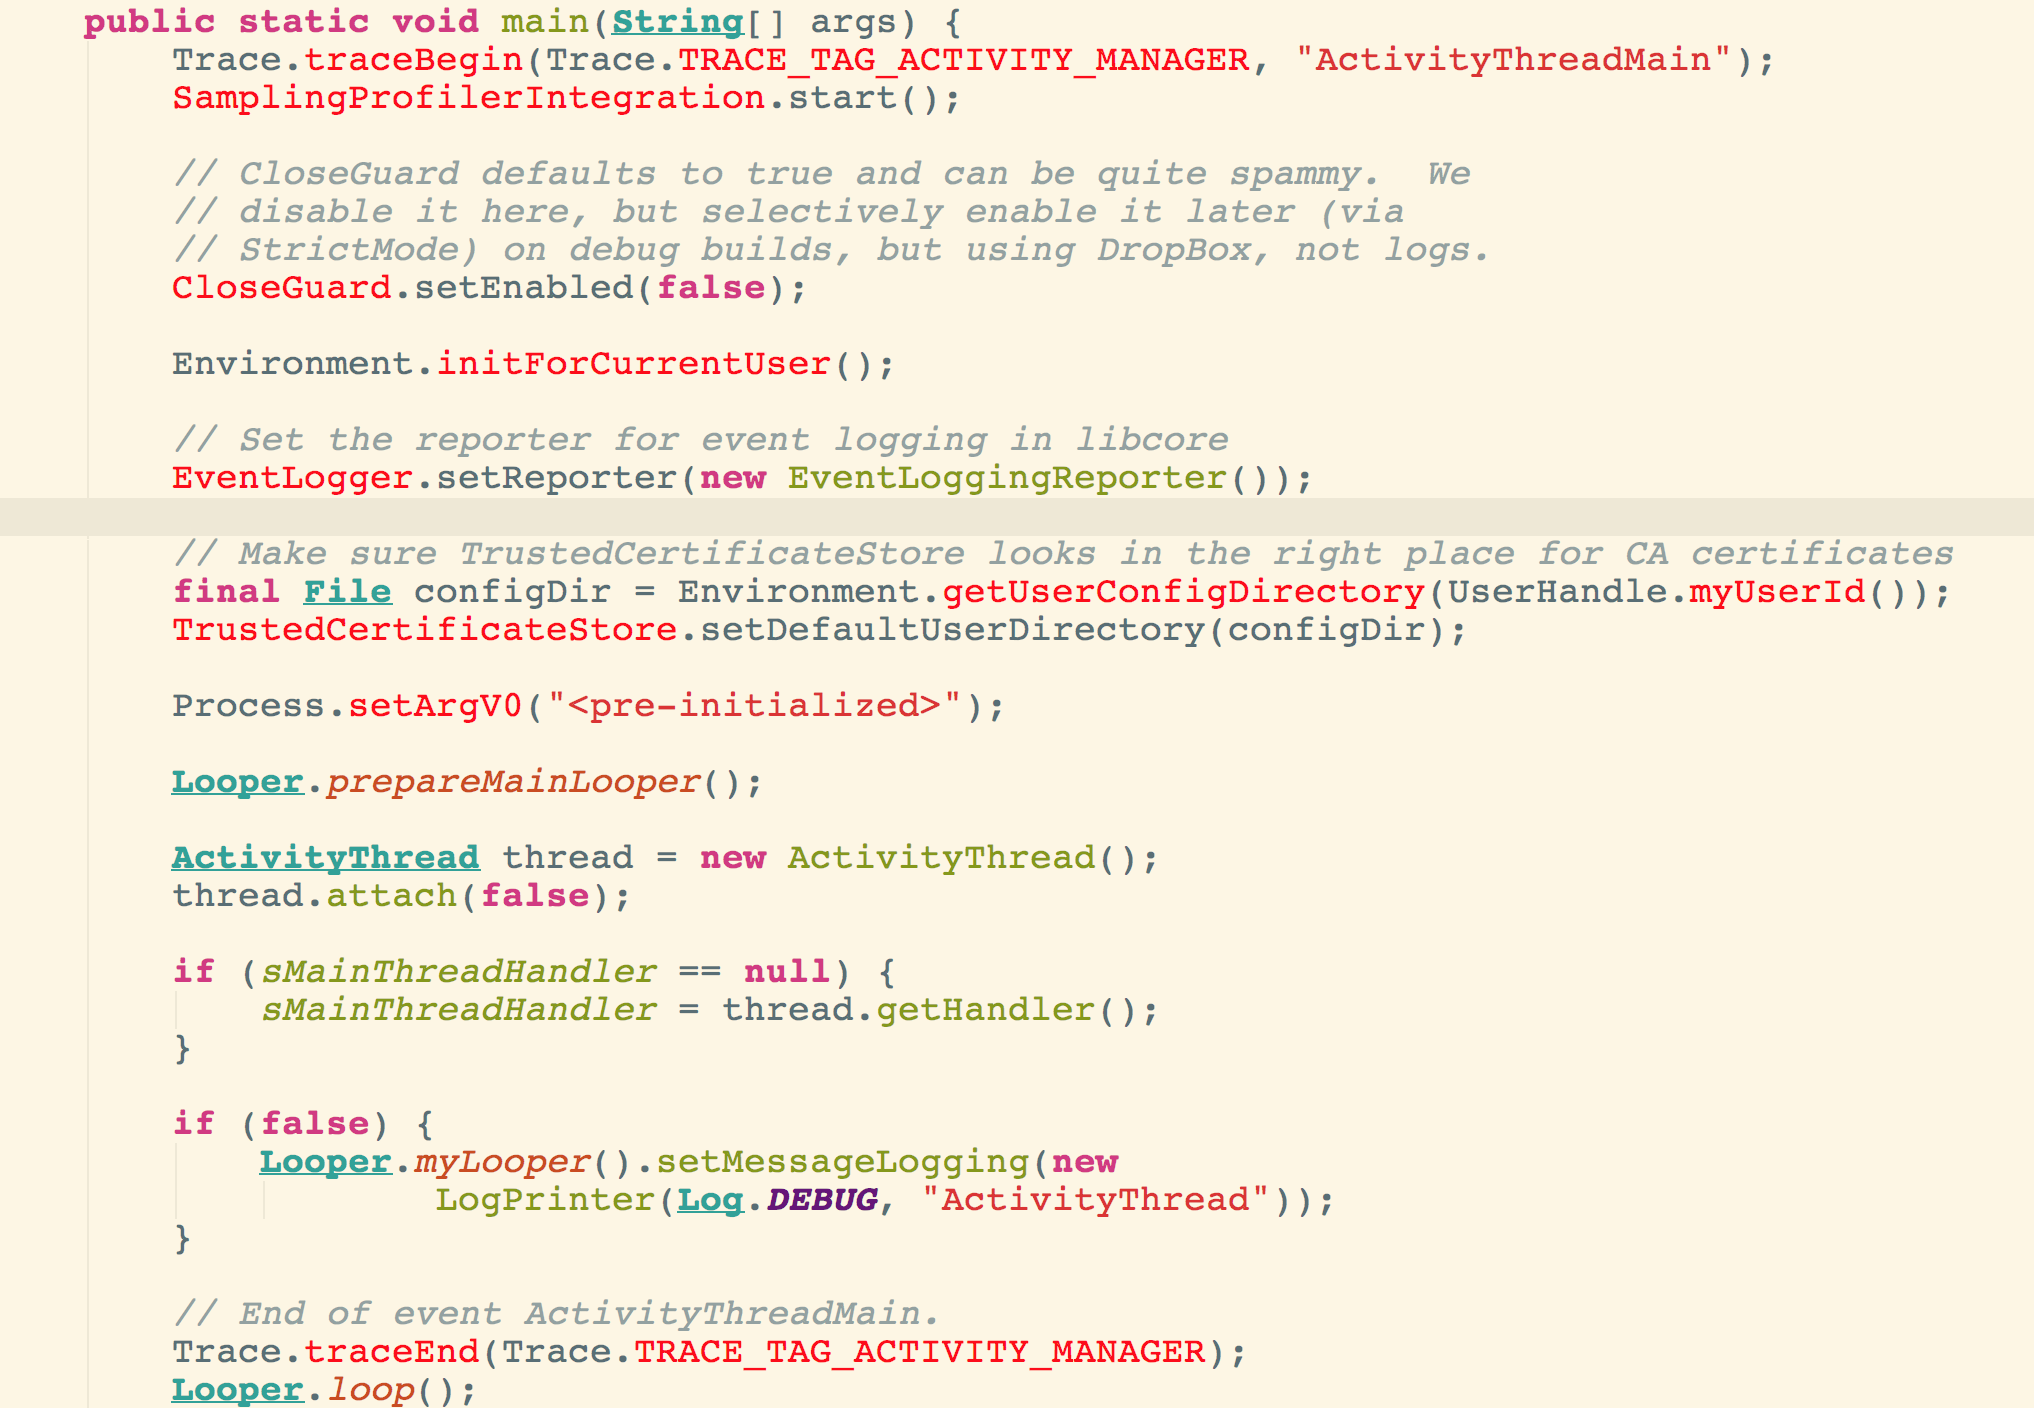 public static void main(String[] args) {
    Trace.traceBegin(Trace.TRACE_TAG_ACTIVITY_MANAGER, "ActivityThreadMain");
    SamplingProfilerIntegration.start();

    // CloseGuard defaults to true and can be quite spammy.  We
    // disable it here, but selectively enable it later (via
    // StrictMode) on debug builds, but using DropBox, not logs.
    CloseGuard.setEnabled(false);

    Environment.initForCurrentUser();

    // Set the reporter for event logging in libcore
    EventLogger.setReporter(new EventLoggingReporter());

    // Make sure TrustedCertificateStore looks in the right place for CA certificates
    final File configDir = Environment.getUserConfigDirectory(UserHandle.myUserId());
    TrustedCertificateStore.setDefaultUserDirectory(configDir);

    Process.setArgV0("<pre-initialized>");

    Looper.prepareMainLooper();

    ActivityThread thread = new ActivityThread();
    thread.attach(false);

    if (sMainThreadHandler == null) {
        sMainThreadHandler = thread.getHandler();
    }

    if (false) {
        Looper.myLooper().setMessageLogging(new
                LogPrinter(Log.DEBUG, "ActivityThread"));
    }

    // End of event ActivityThreadMain.
    Trace.traceEnd(Trace.TRACE_TAG_ACTIVITY_MANAGER);
    Looper.loop();